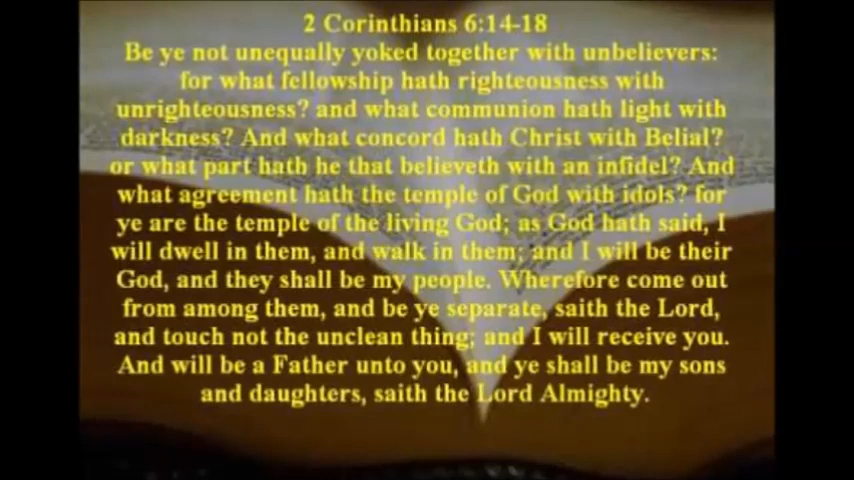 2 Corinthians 6:14-18
Be ye not unequally yoked together with unbelievers:
for what fellowship hath righteousness with
unrighteousness? and what communion hath light with
darkness? And what concord hath Christ with Belial?
or what part hath he that believeth with an infidel? And
what agreement hath the temple of God with idols? for
ye are the temple of the living God; as God hath said, I
will dwell in them, and walk in them; and I will be their
God, and they shall be my people. Wherefore come out
from among them, and be ye separate, saith the Lord,
and touch not the unclean thing; and I will receive you.
And will be a Father unto you, and ye shall be my sons
and daughters, saith the Lord Almighty.